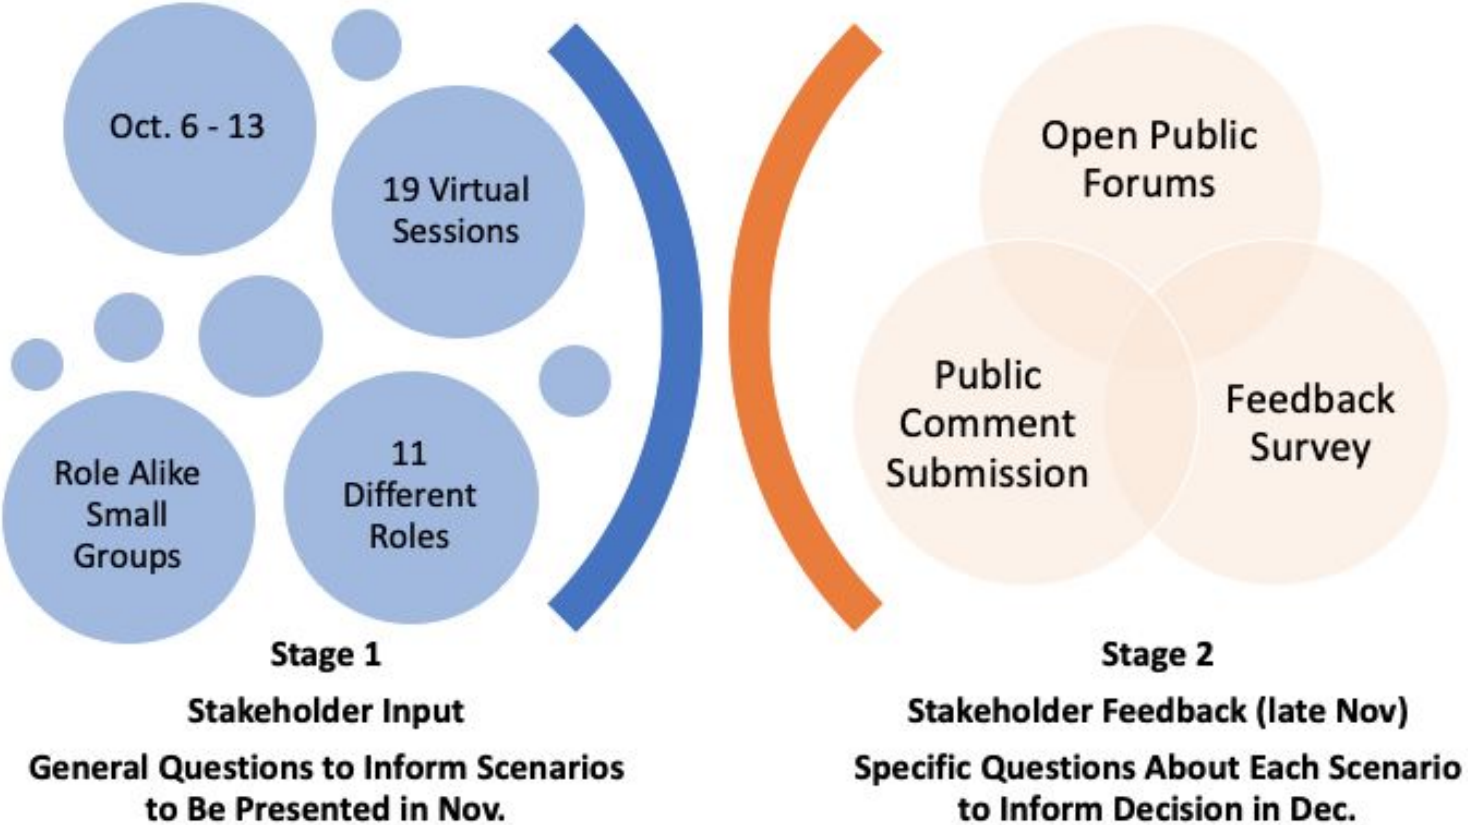 Oct. 6 - 13
19 Virtual
Sessions
Role Alike
Small
Groups
11
Different
Roles
Stage 1
Stakeholder Input
General Questions to Inform Scenarios
to Be Presented in Nov.
Open Public
Forums
Public
Comment
Submission
Feedback
Survey
Stage 2
Stakeholder Feedback (late Nov)
Specific Questions About Each Scenario
to Inform Decision in Dec.